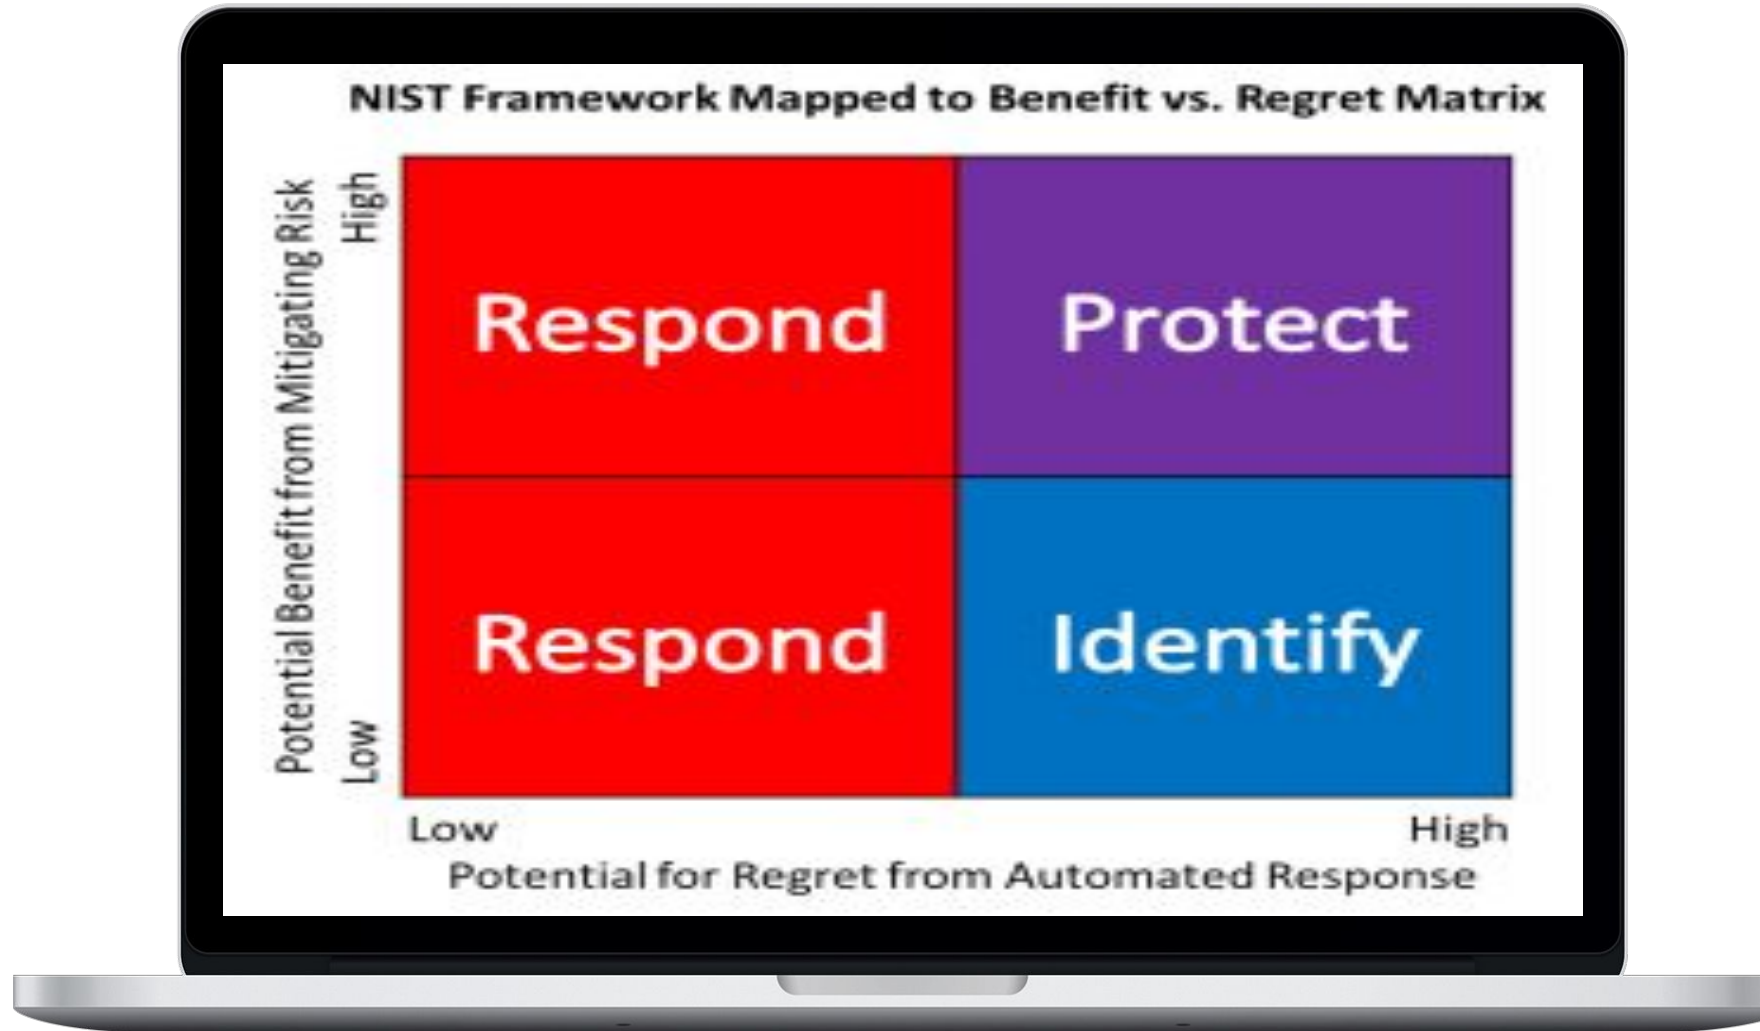 NIST Framework Mapped to Benefit vs. Regret Matrix
Potential Benefit from Mitigating Risk
High
Respond
Protect
Respond
Identify
Low
Low
High
Potential for Regret from Automated Response